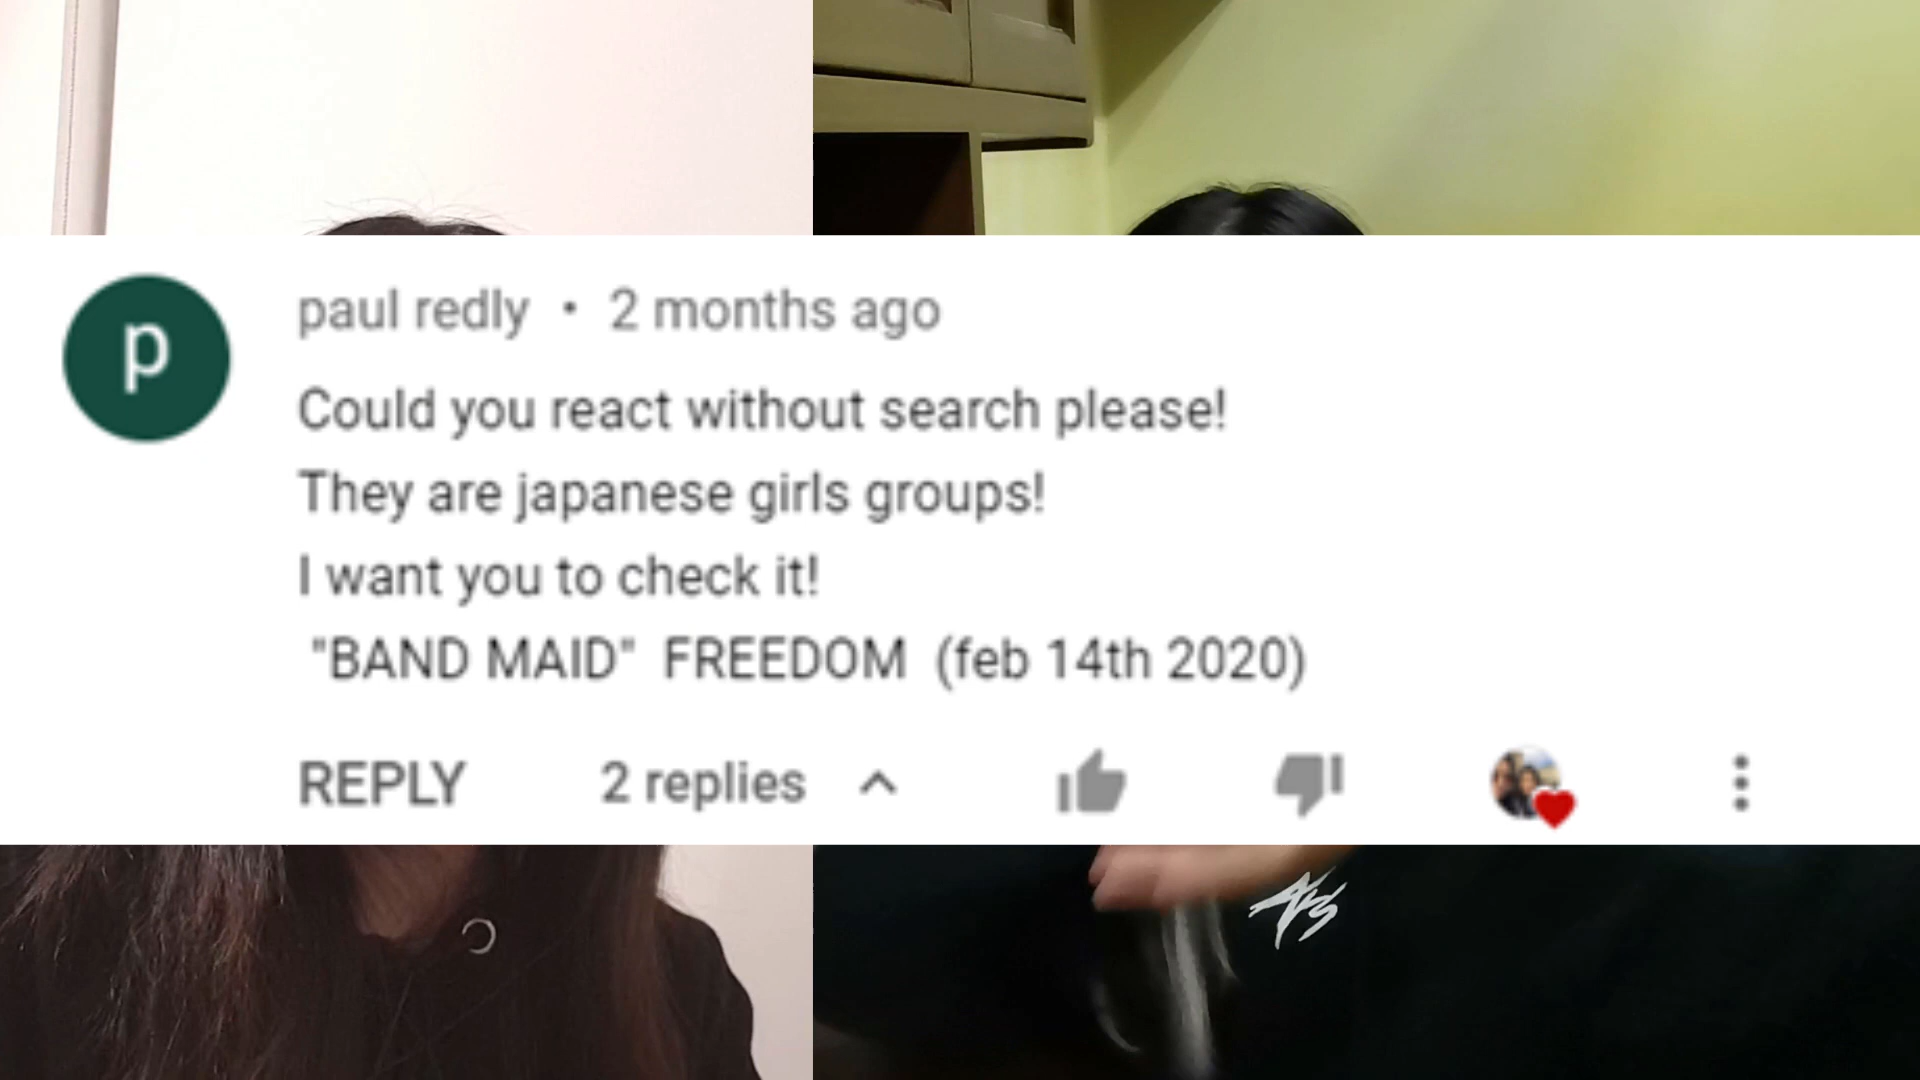 p
paul redly • 2 months ago
Could you react without search please!
They are japanese girls groups!
I want you to check it!
"BAND MAID" FREEDOM (feb 14th 2020)
REPLY 2 replies